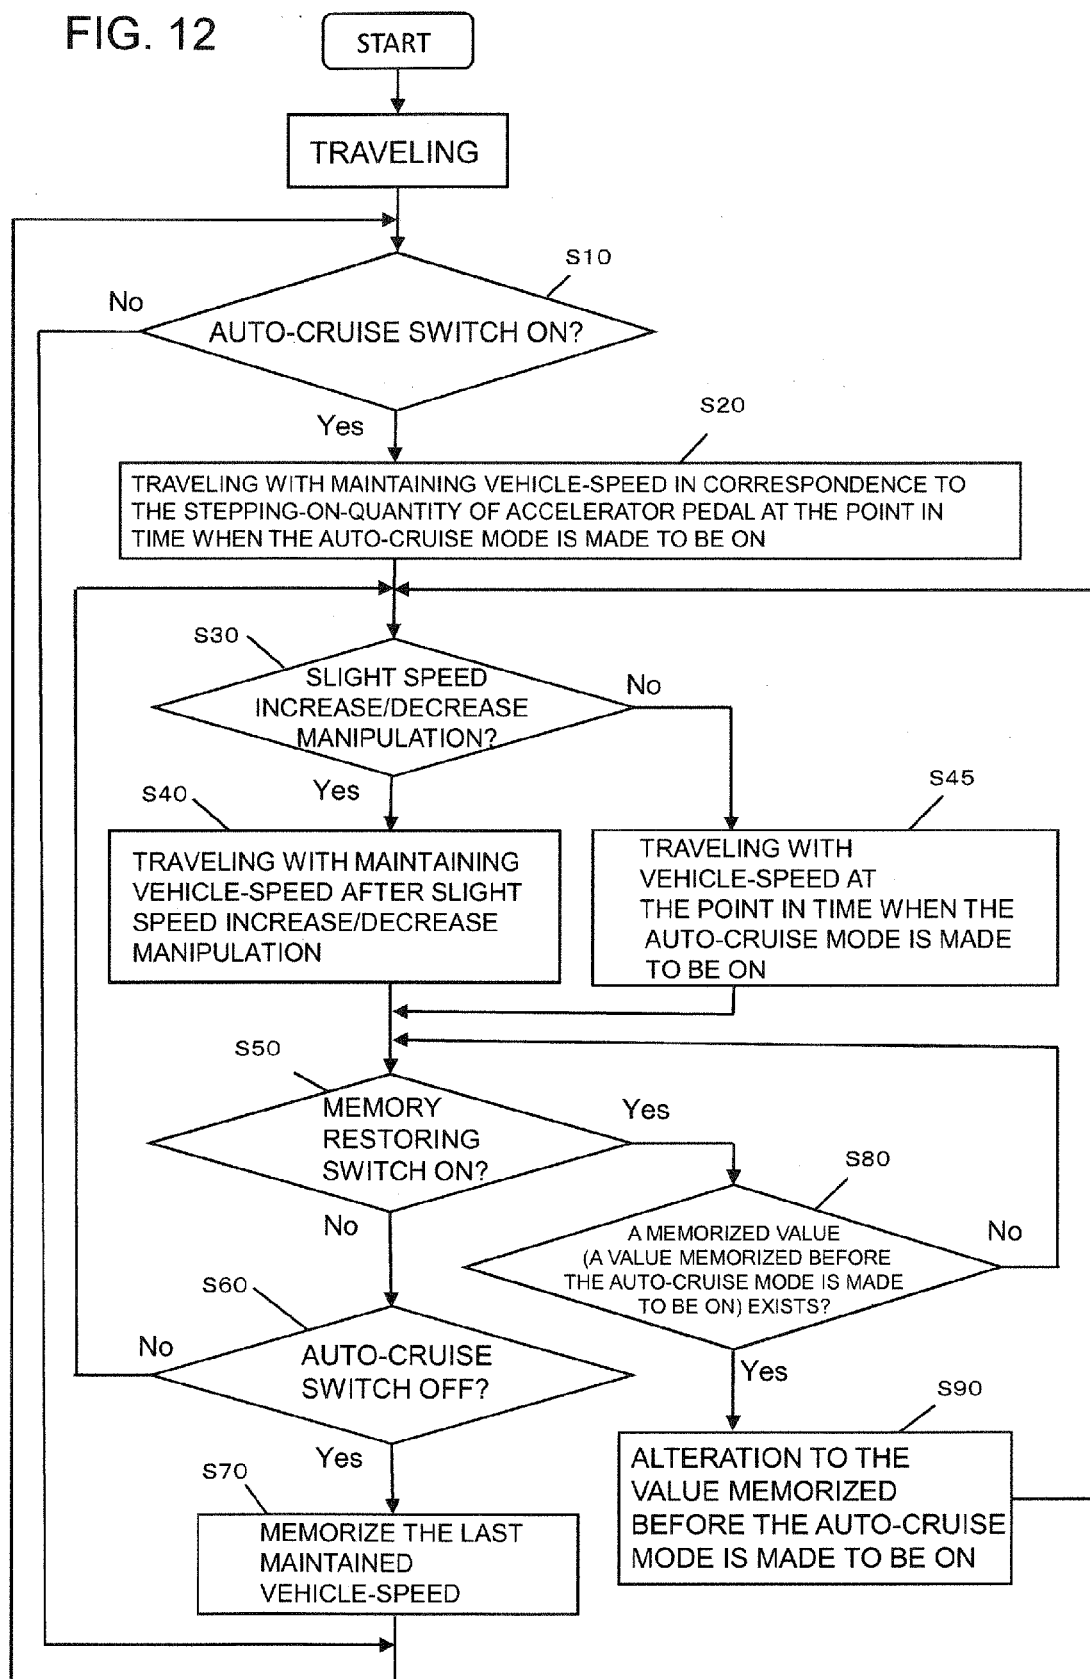 FIG. 12
START
TRAVELING
S10
No
AUTO-CRUISE SWITCH ON?
Yes
S20
TRAVELING WITH MAINTAINING VEHICLE-SPEED IN CORRESPONDENCE TO
THE STEPPING-ON-QUANTITY OF ACCELERATOR PEDAL AT THE POINT IN
TIME WHEN THE AUTO-CRUISE MODE IS MADE TO BE ON
S30
SLIGHT SPEED
INCREASE/DECREASE
MANIPULATION?
No
Yes
S40
TRAVELING WITH MAINTAINING
VEHICLE-SPEED AFTER SLIGHT
SPEED INCREASE/DECREASE
MANIPULATION
S45
TRAVELING WITH
VEHICLE-SPEED AT
THE POINT IN TIME WHEN THE
AUTO-CRUISE MODE IS MADE
TO BE ON
S50
MEMORY
RESTORING
SWITCH ON?
Yes
No
S80
A MEMORIZED VALUE
(A VALUE MEMORIZED BEFORE
THE AUTO-CRUISE MODE IS MADE
TO BE ON) EXISTS?
No
Yes
S60
No
AUTO-CRUISE
SWITCH OFF?
Yes
S90
ALTERATION TO THE
VALUE MEMORIZED
BEFORE THE AUTO-CRUISE
MODE IS MADE TO BE ON
S70
MEMORIZE THE LAST
MAINTAINED
VEHICLE-SPEED